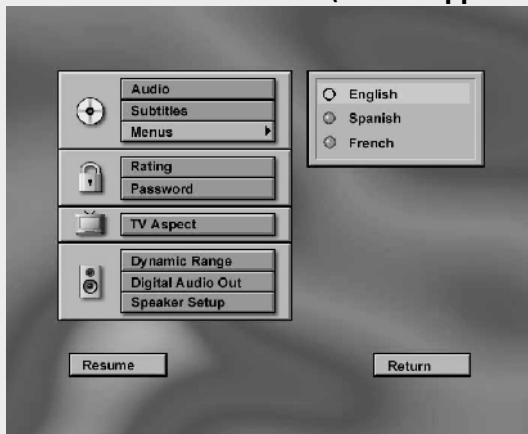 Audio
Subtitles
Menus
Rating
Password
TV Aspect
Dynamic Range
Digital Audio Out
Speaker Setup
English
Spanish
French
Resume
Return